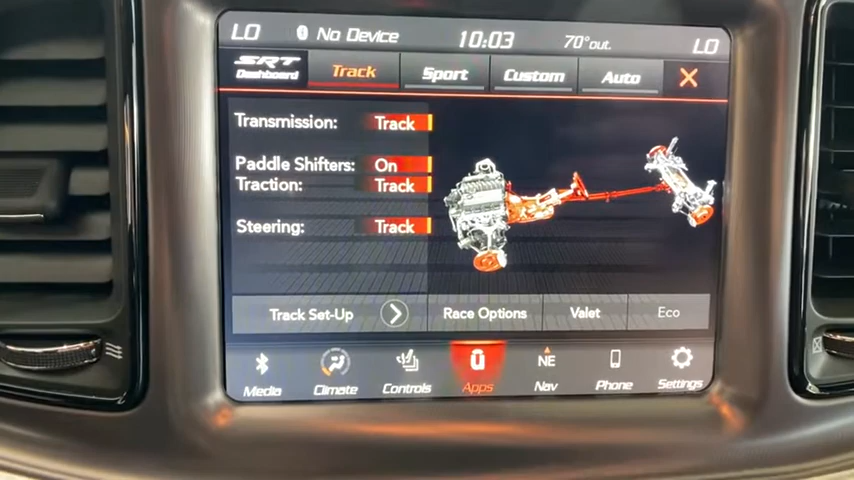 LO No Device 10:03 70°out. LO
SRT Dashboard Track Sport Custom Auto X
Transmission: Track
Paddle Shifters: On
Traction: Track
Steering: Track
Track Set-Up Race Options Valet Eco
NE
Media Climate Controls Apps Nav Phone Settings